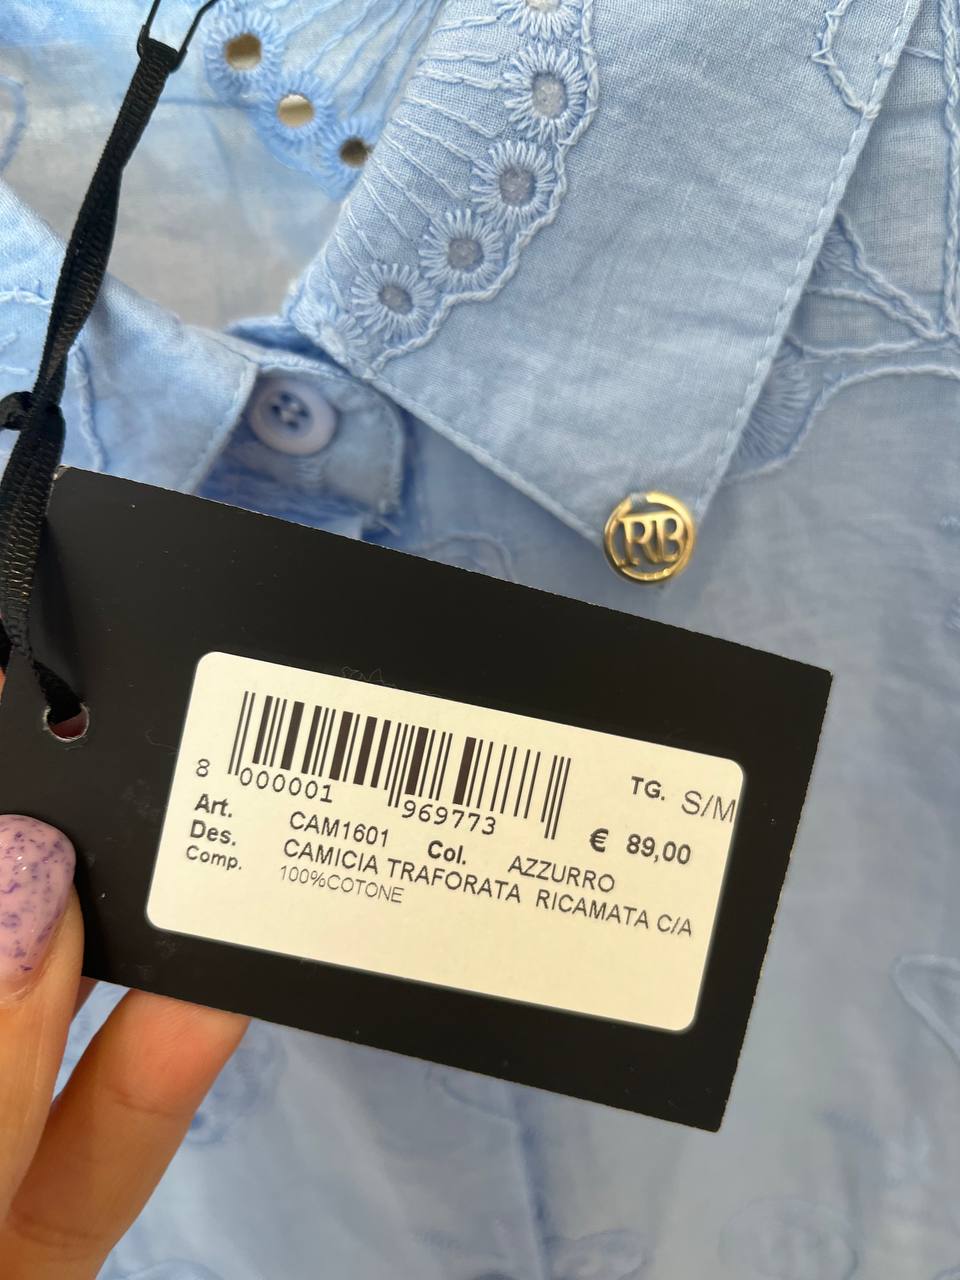 RB
TG. S/M
8 000001 969773
€ 89,00
Art. CAM1601 Col. AZZURRO
Des. CAMICIA TRAFORATA RICAMATA C/A
Comp. 100%COTONE